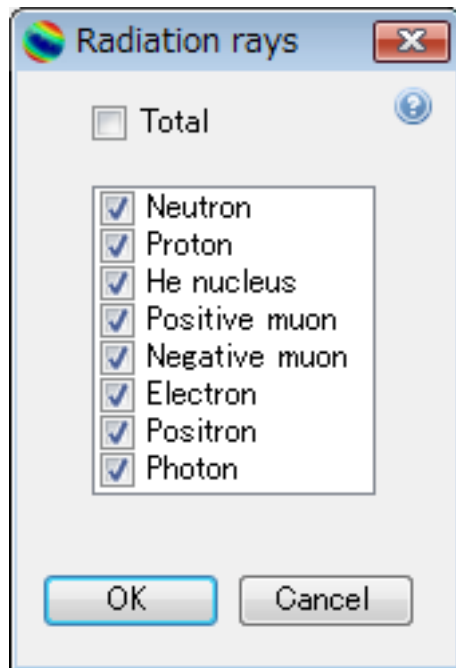 Radiation rays
Total
Neutron
Proton
He nucleus
Positive muon
Negative muon
Electron
Positron
Photon
OK
Cancel